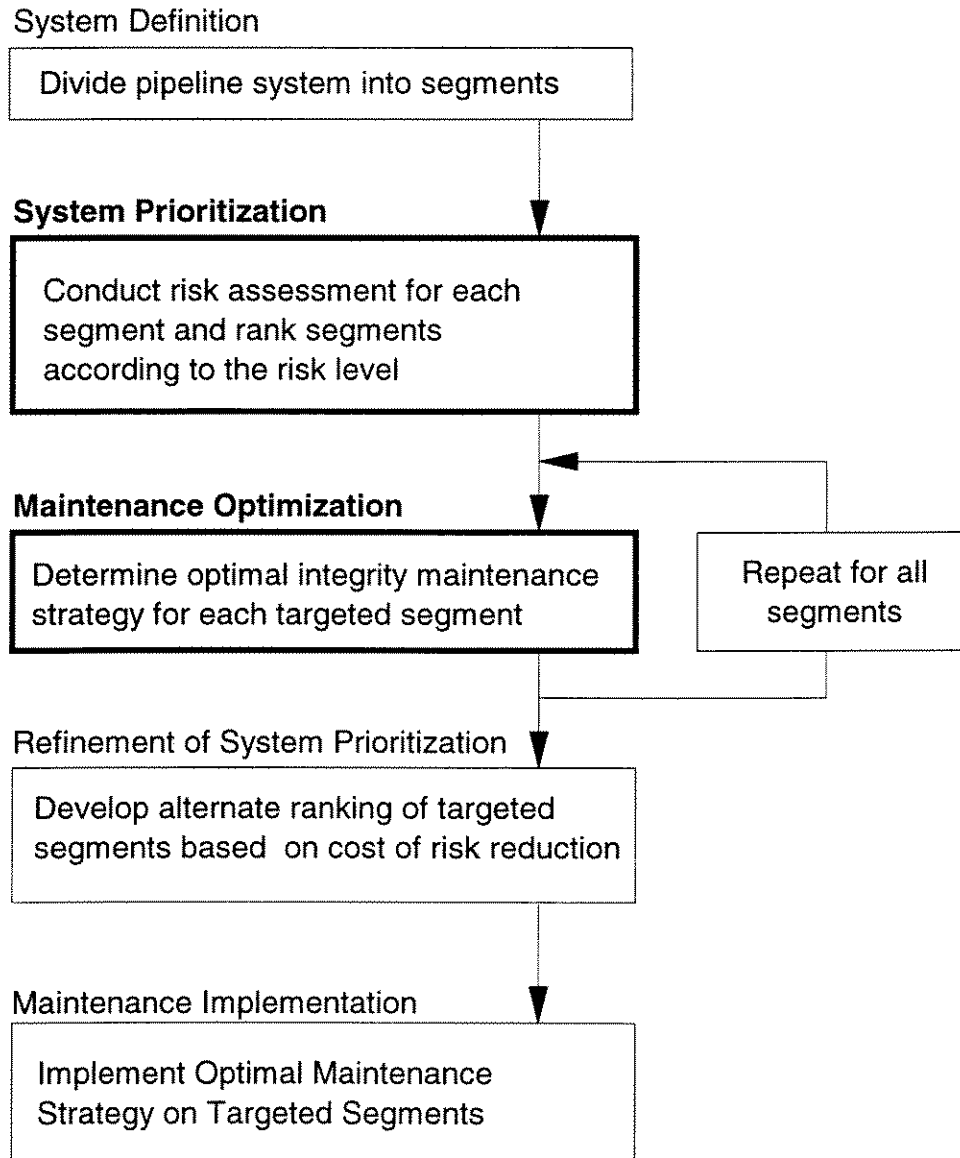 System Definition
Divide pipeline system into segments
System Prioritization
Conduct risk assessment for each
segment and rank segments
according to the risk level
Maintenance Optimization
Determine optimal integrity maintenance
strategy for each targeted segment
Repeat for all
segments
Refinement of System Prioritization
Develop alternate ranking of targeted
segments based on cost of risk reduction
Maintenance Implementation
Implement Optimal Maintenance
Strategy on Targeted Segments